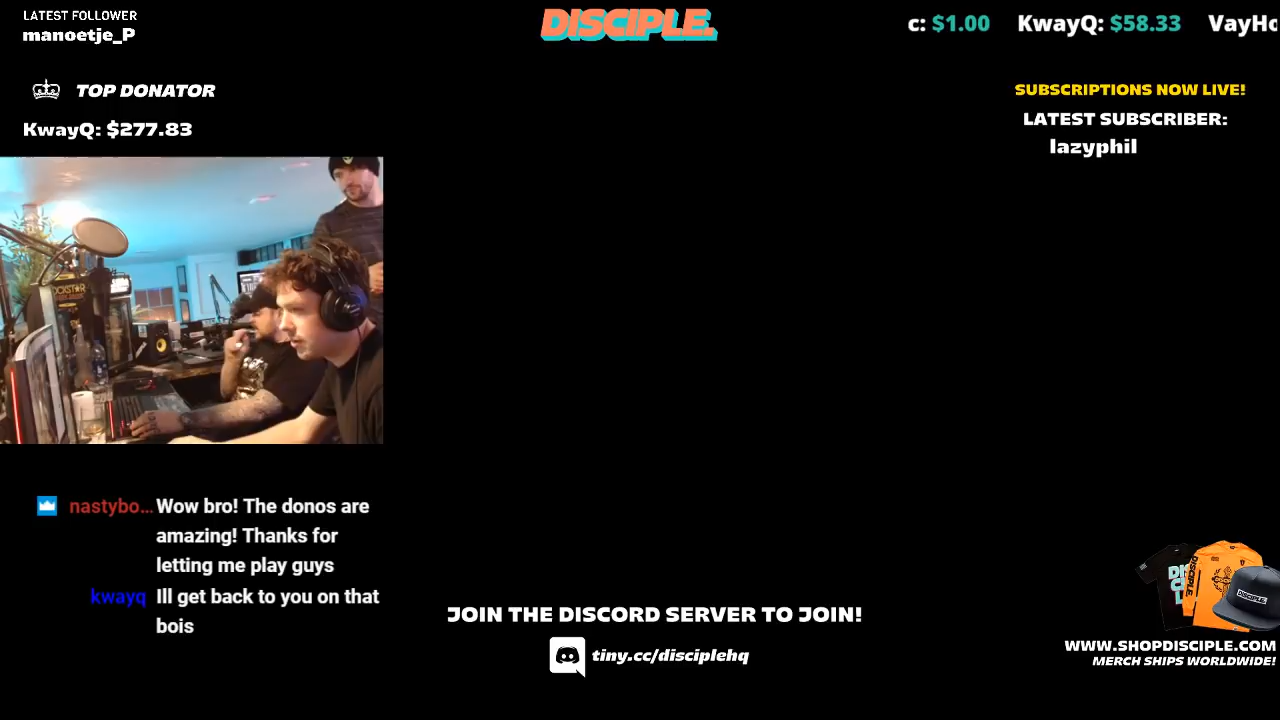 LATEST FOLLOWER
manoetje_P
DISCIPLE.
c: $1.00 KwayQ: $58.33 VayHo
TOP DONATOR
KwayQ: $277.83
SUBSCRIPTIONS NOW LIVE!
LATEST SUBSCRIBER:
lazyphil
nastybo... Wow bro! The donos are
amazing! Thanks for
letting me play guys
kwayq Ill get back to you on that
bois
JOIN THE DISCORD SERVER TO JOIN!
tiny.cc/disciplehq
DISCIPLE
WWW.SHOPDISCIPLE.COM
MERCH SHIPS WORLDWIDE!